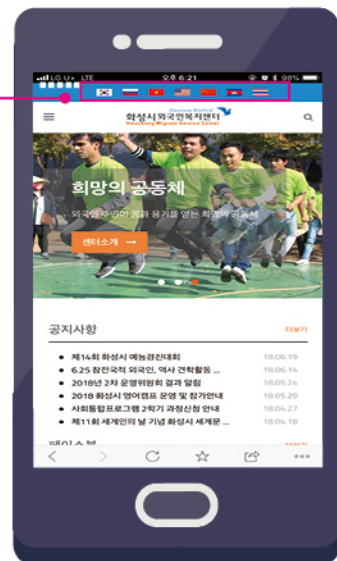 LG U+ LTE 오후 6:21 98%
화성시외국인복지센터
Hwaseong Migrant Service Center
희망의 공동체
외국인 주민이 꿈과 용기를 얻는 희망의 공동체
센터소개 →
공지사항 더보기
제14회 화성시 예능경진대회 18.06.19
6.25 참전국적 외국인, 역사 견학활동 ... 18.06.14
2018년 2차 운영위원회 결과 알림 18.05.24
2018 화성시 영어캠프 운영 및 참가안내 18.05.20
사회통합프로그램 2학기 과정신청 안내 18.04.27
제11회 세계인의 날 기념 화성시 세계문 ... 18.04.18
페이스북 더보기